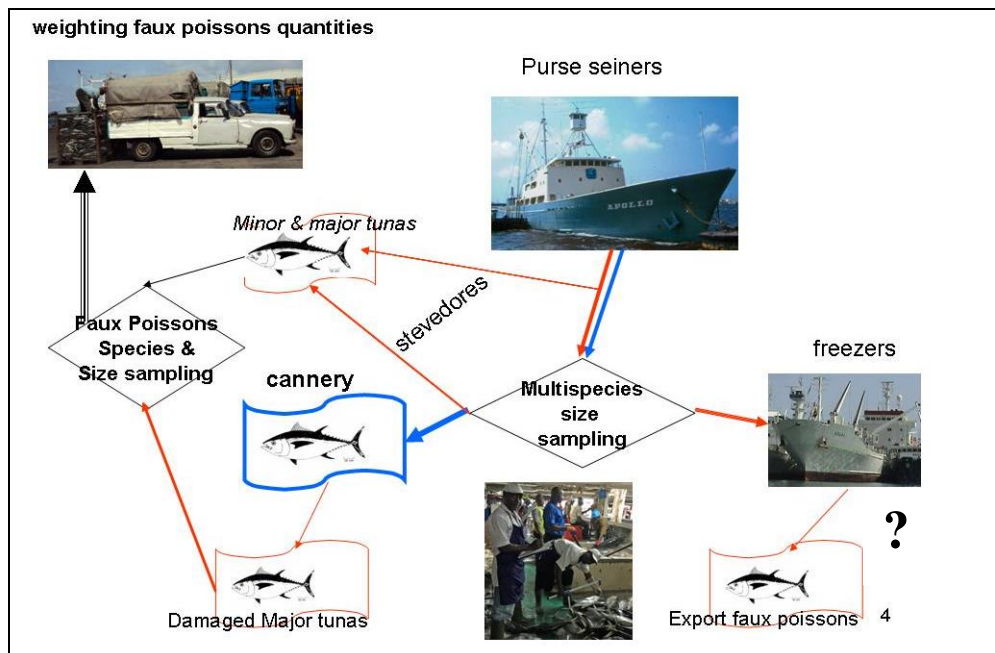 weighting faux poissons quantities
Purse seiners
APOLLO
Minor & major tunas
stevedores
Faux Poissons
Species &
Size sampling
cannery
Multispecies
size
sampling
freezers
?
Damaged Major tunas
Export faux poissons
4